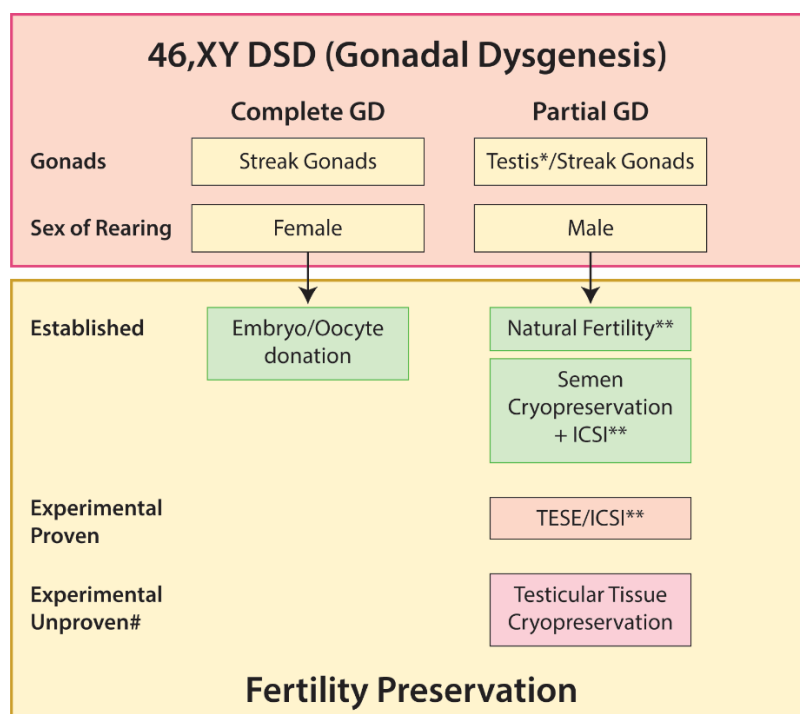 46,XY DSD (Gonadal Dysgenesis)
Complete GD
Partial GD
Gonads
Streak Gonads
Testis*/Streak Gonads
Sex of Rearing
Female
Male
Established
Embryo/Oocyte
donation
Natural Fertility**
Semen
Cryopreservation
+ ICSI**
Experimental
Proven
TESE/ICSI**
Experimental
Unproven#
Testicular Tissue
Cryopreservation
Fertility Preservation